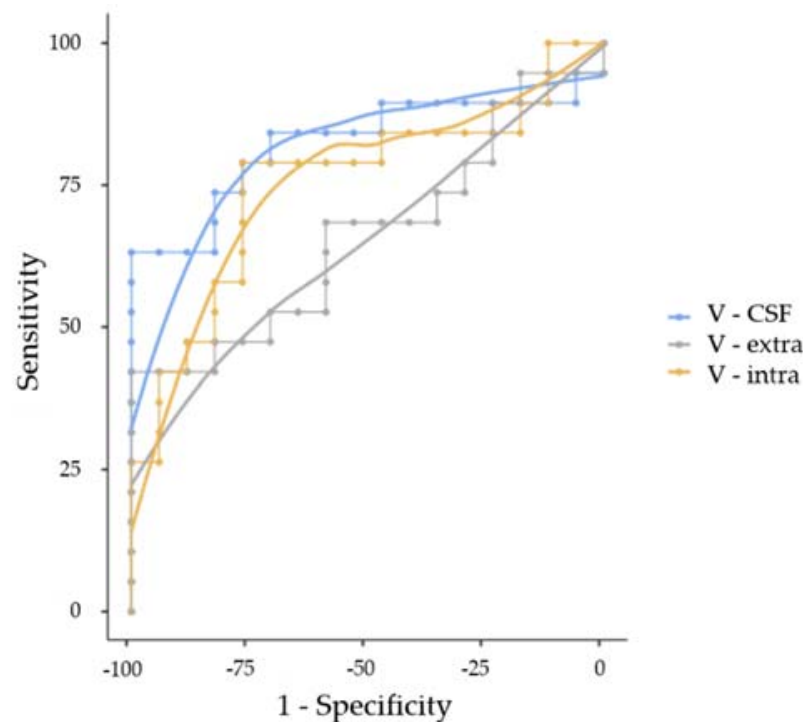 100
75
50
25
0
Sensitivity
-100 -75 -50 -25 0
1 - Specificity
V - CSF
V - extra
V - intra